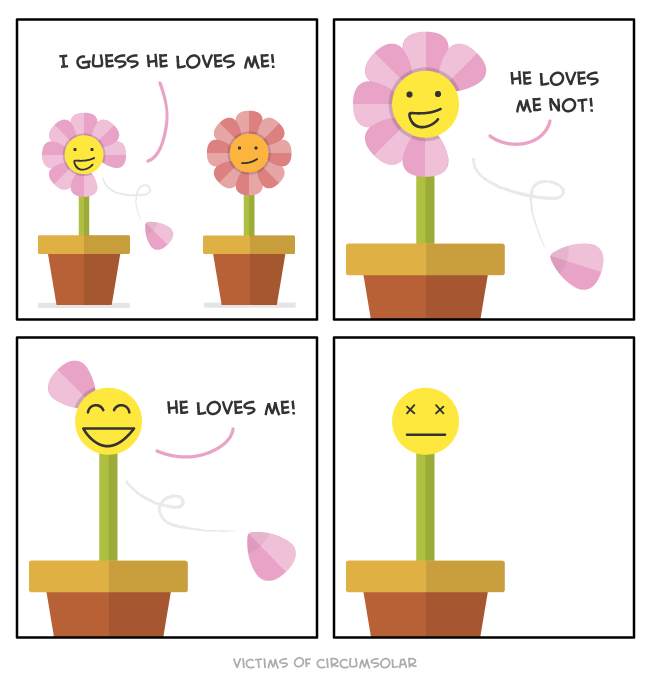 I GUESS HE LOVES ME!
HE LOVES
ME NOT!
HE LOVES ME!
VICTIMS OF CIRCUMSOLAR